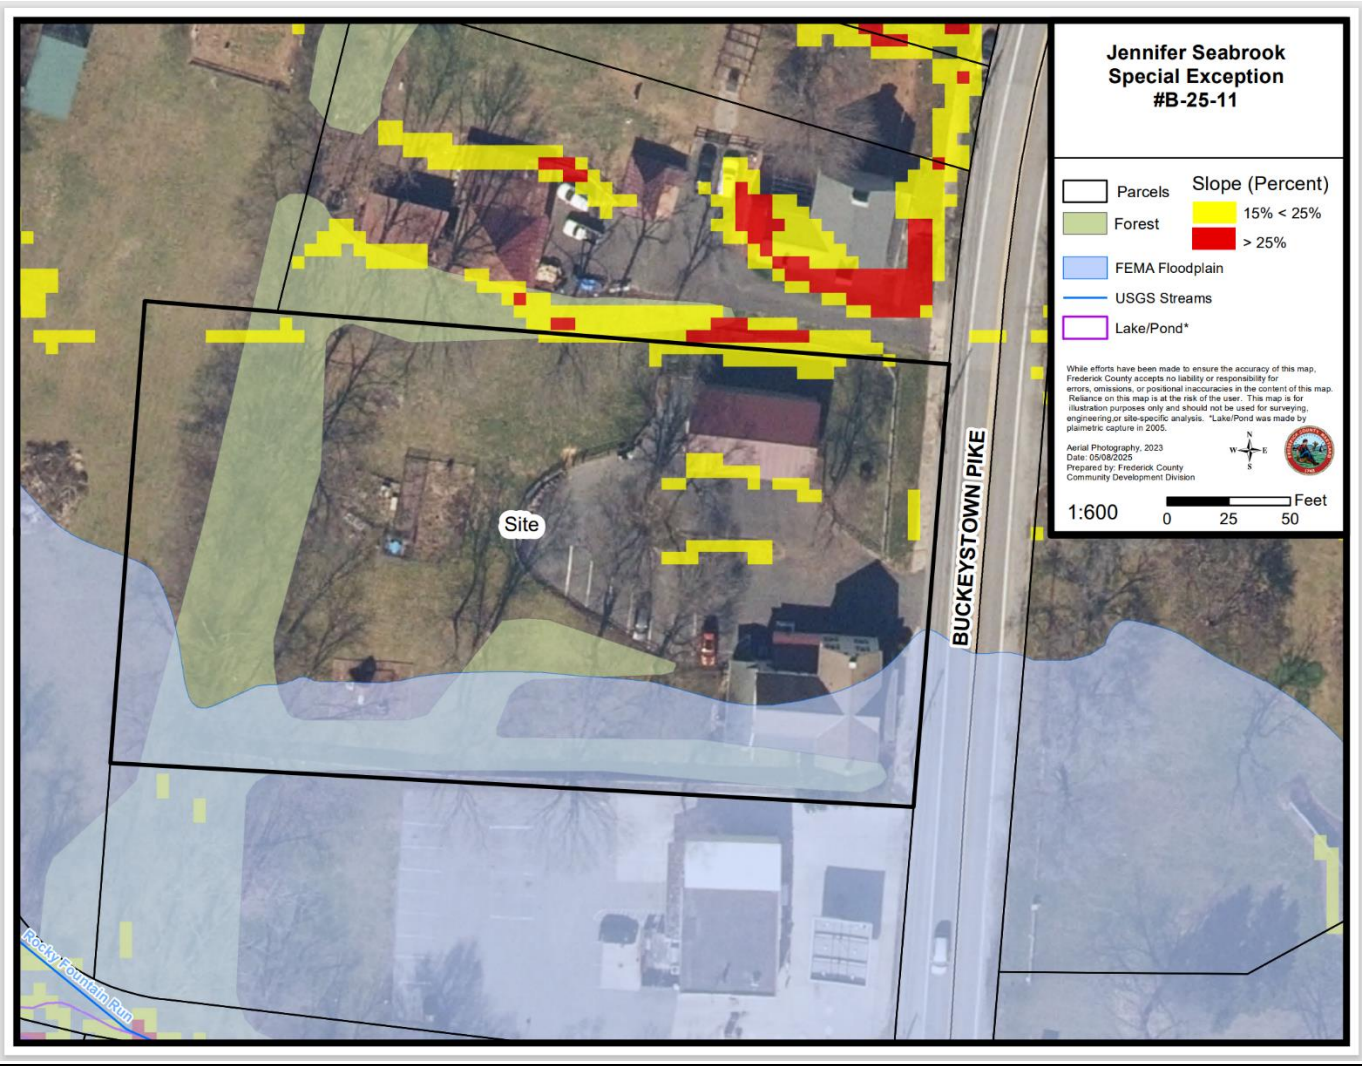 Jennifer Seabrook
Special Exception
#B-25-11
Parcels
Forest
Slope (Percent)
15% < 25%
> 25%
FEMA Floodplain
USGS Streams
Lake/Pond*
While efforts have been made to ensure the accuracy of this map,
Frederick County accepts no liability or responsibility for
errors, omissions, or positional inaccuracies in the content of this map.
Reliance on this map is at the risk of the user. This map is for
illustration purposes only and should not be used for surveying,
engineering,or site-specific analysis. *Lake/Pond was made by
plaimetric capture in 2005.
Aerial Photography, 2023
Date: 05/08/2025
Prepared by: Frederick County
Community Development Division
N
W E
S
1:600
Feet
0 25 50
Site
BUCKEYSTOWN PIKE
Rocky Fountain Run